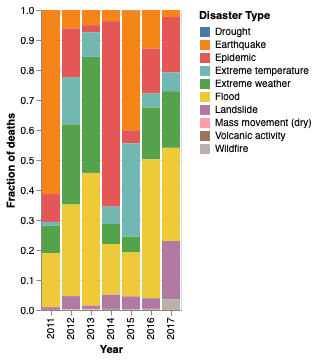 Disaster Type
Drought
Earthquake
Epidemic
Extreme temperature
Extreme weather
Flood
Landslide
Mass movement (dry)
Volcanic activity
Wildfire
Fraction of deaths
1.0
0.9
0.8
0.7
0.6
0.5
0.4
0.3
0.2
0.1
0.0
2011
2012
2013
2014
2015
2016
2017
Year